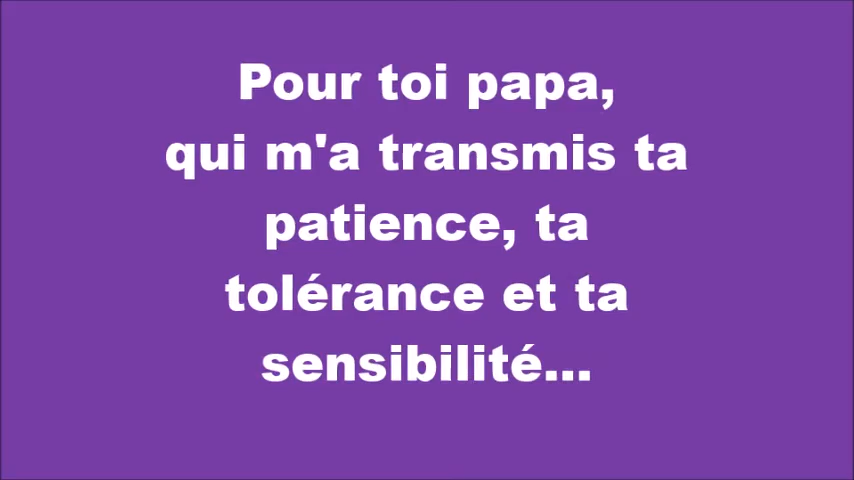 Pour toi papa,
qui m'a transmis ta
patience, ta
tolérance et ta
sensibilité...